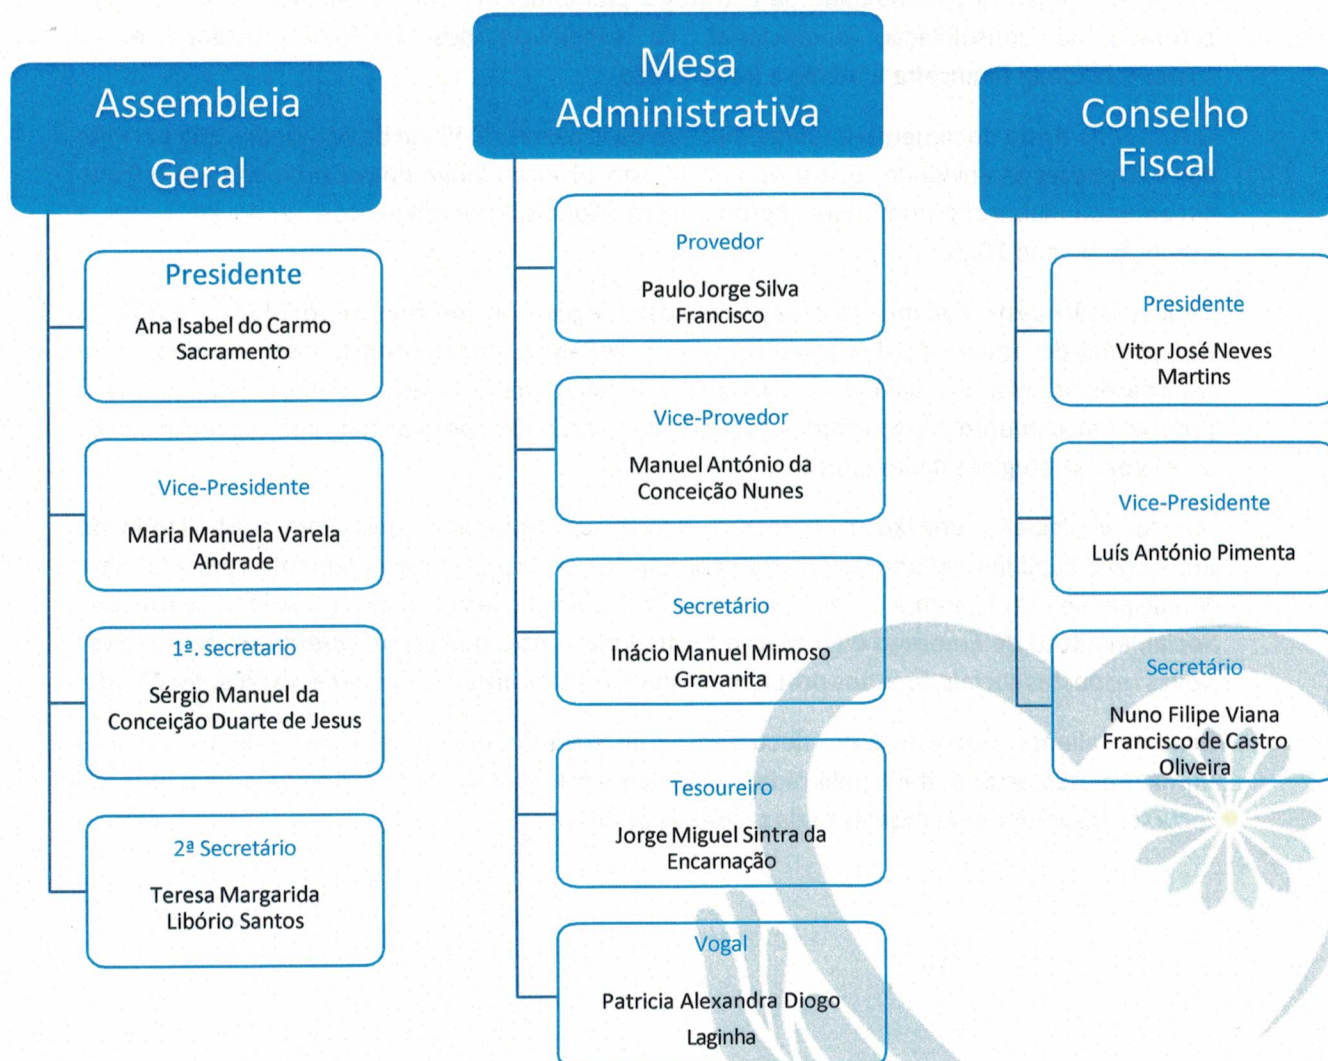 Assembleia
Geral
Presidente
Ana Isabel do Carmo
Sacramento
Vice-Presidente
Maria Manuela Varela
Andrade
1ª. secretario
Sérgio Manuel da
Conceição Duarte de Jesus
2ª Secretário
Teresa Margarida
Libório Santos
Mesa
Administrativa
Provedor
Paulo Jorge Silva
Francisco
Vice-Provedor
Manuel António da
Conceição Nunes
Secretário
Inácio Manuel Mimoso
Gravanita
Tesoureiro
Jorge Miguel Sintra da
Encarnação
Vogal
Patricia Alexandra Diogo
Laginha
Conselho
Fiscal
Presidente
Vitor José Neves
Martins
Vice-Presidente
Luís António Pimenta
Secretário
Nuno Filipe Viana
Francisco de Castro
Oliveira